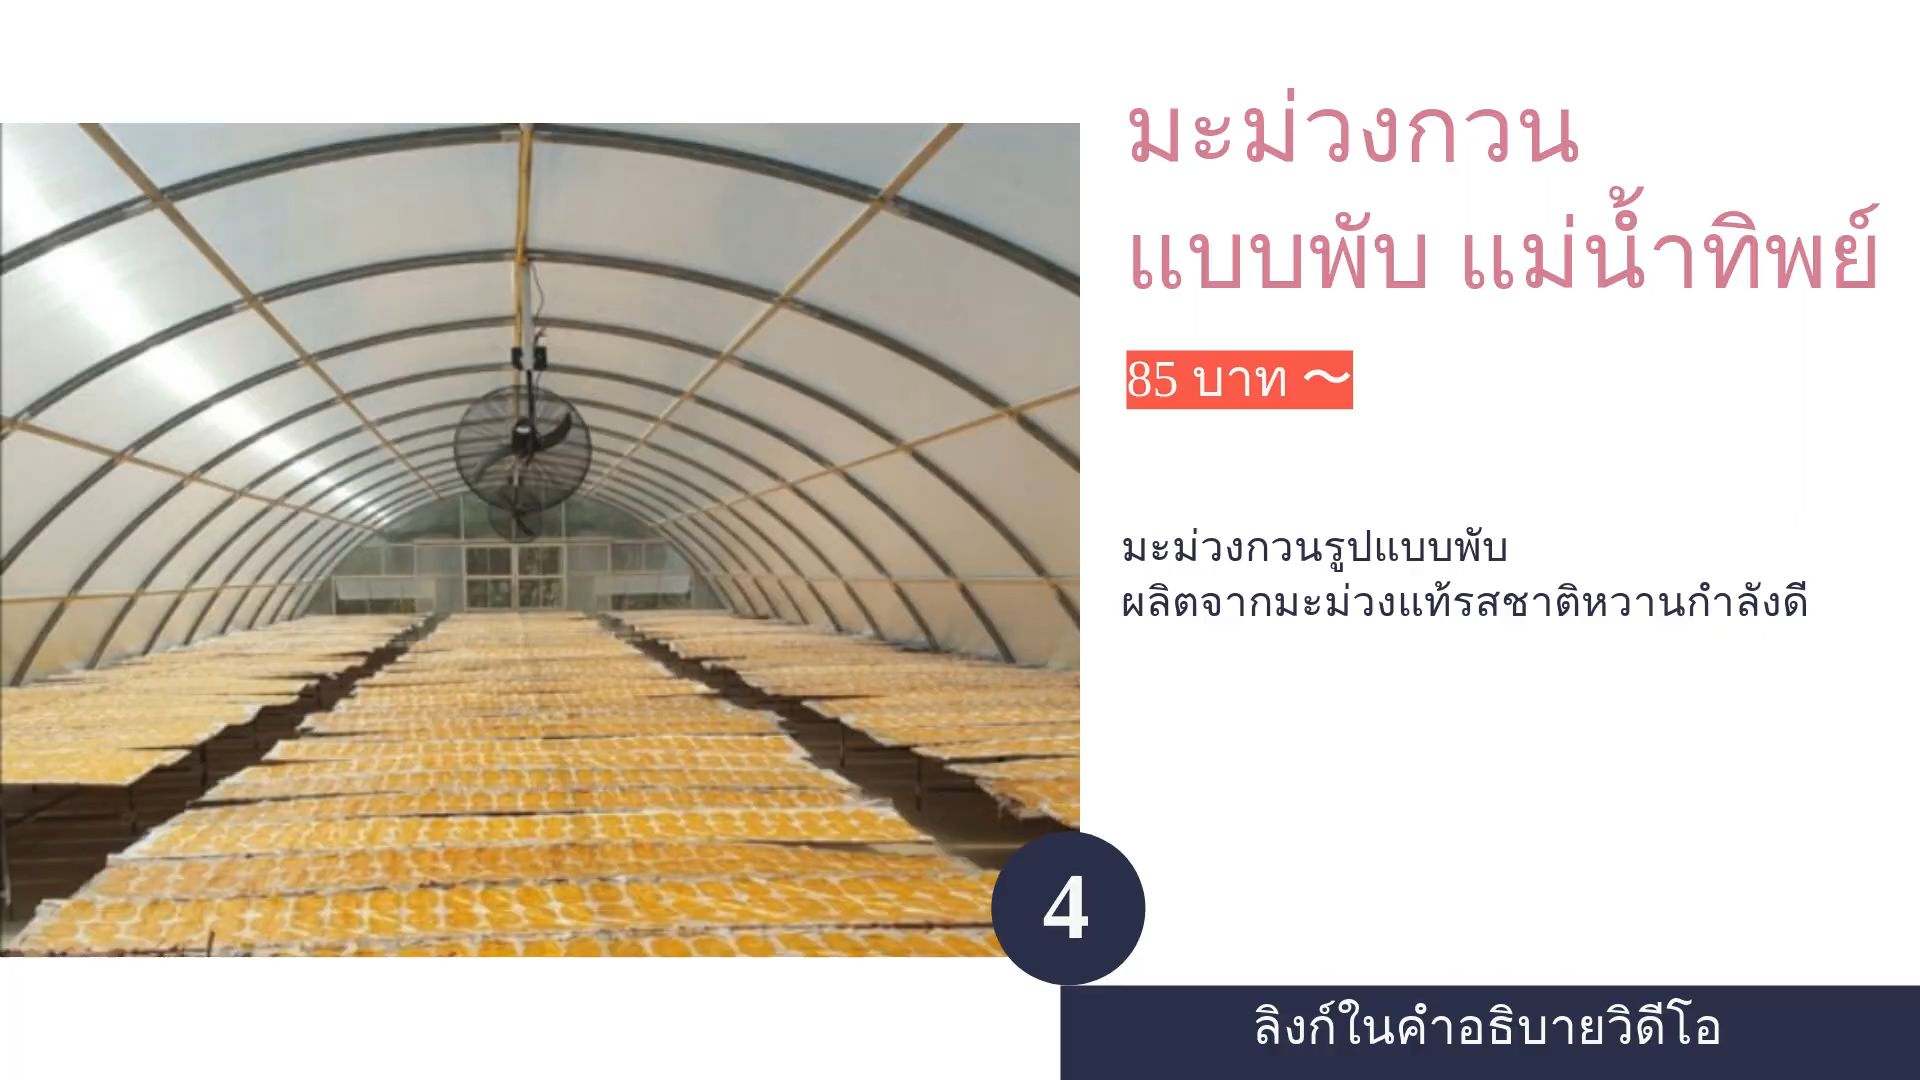 มะม่วงกวน
แบบพับ แม่น้ำทิพย์
85 บาท 〜
มะม่วงกวนรูปแบบพับ
ผลิตจากมะม่วงแท้รสชาติหวานกำลังดี
4
ลิงก์ในคำอธิบายวิดีโอ